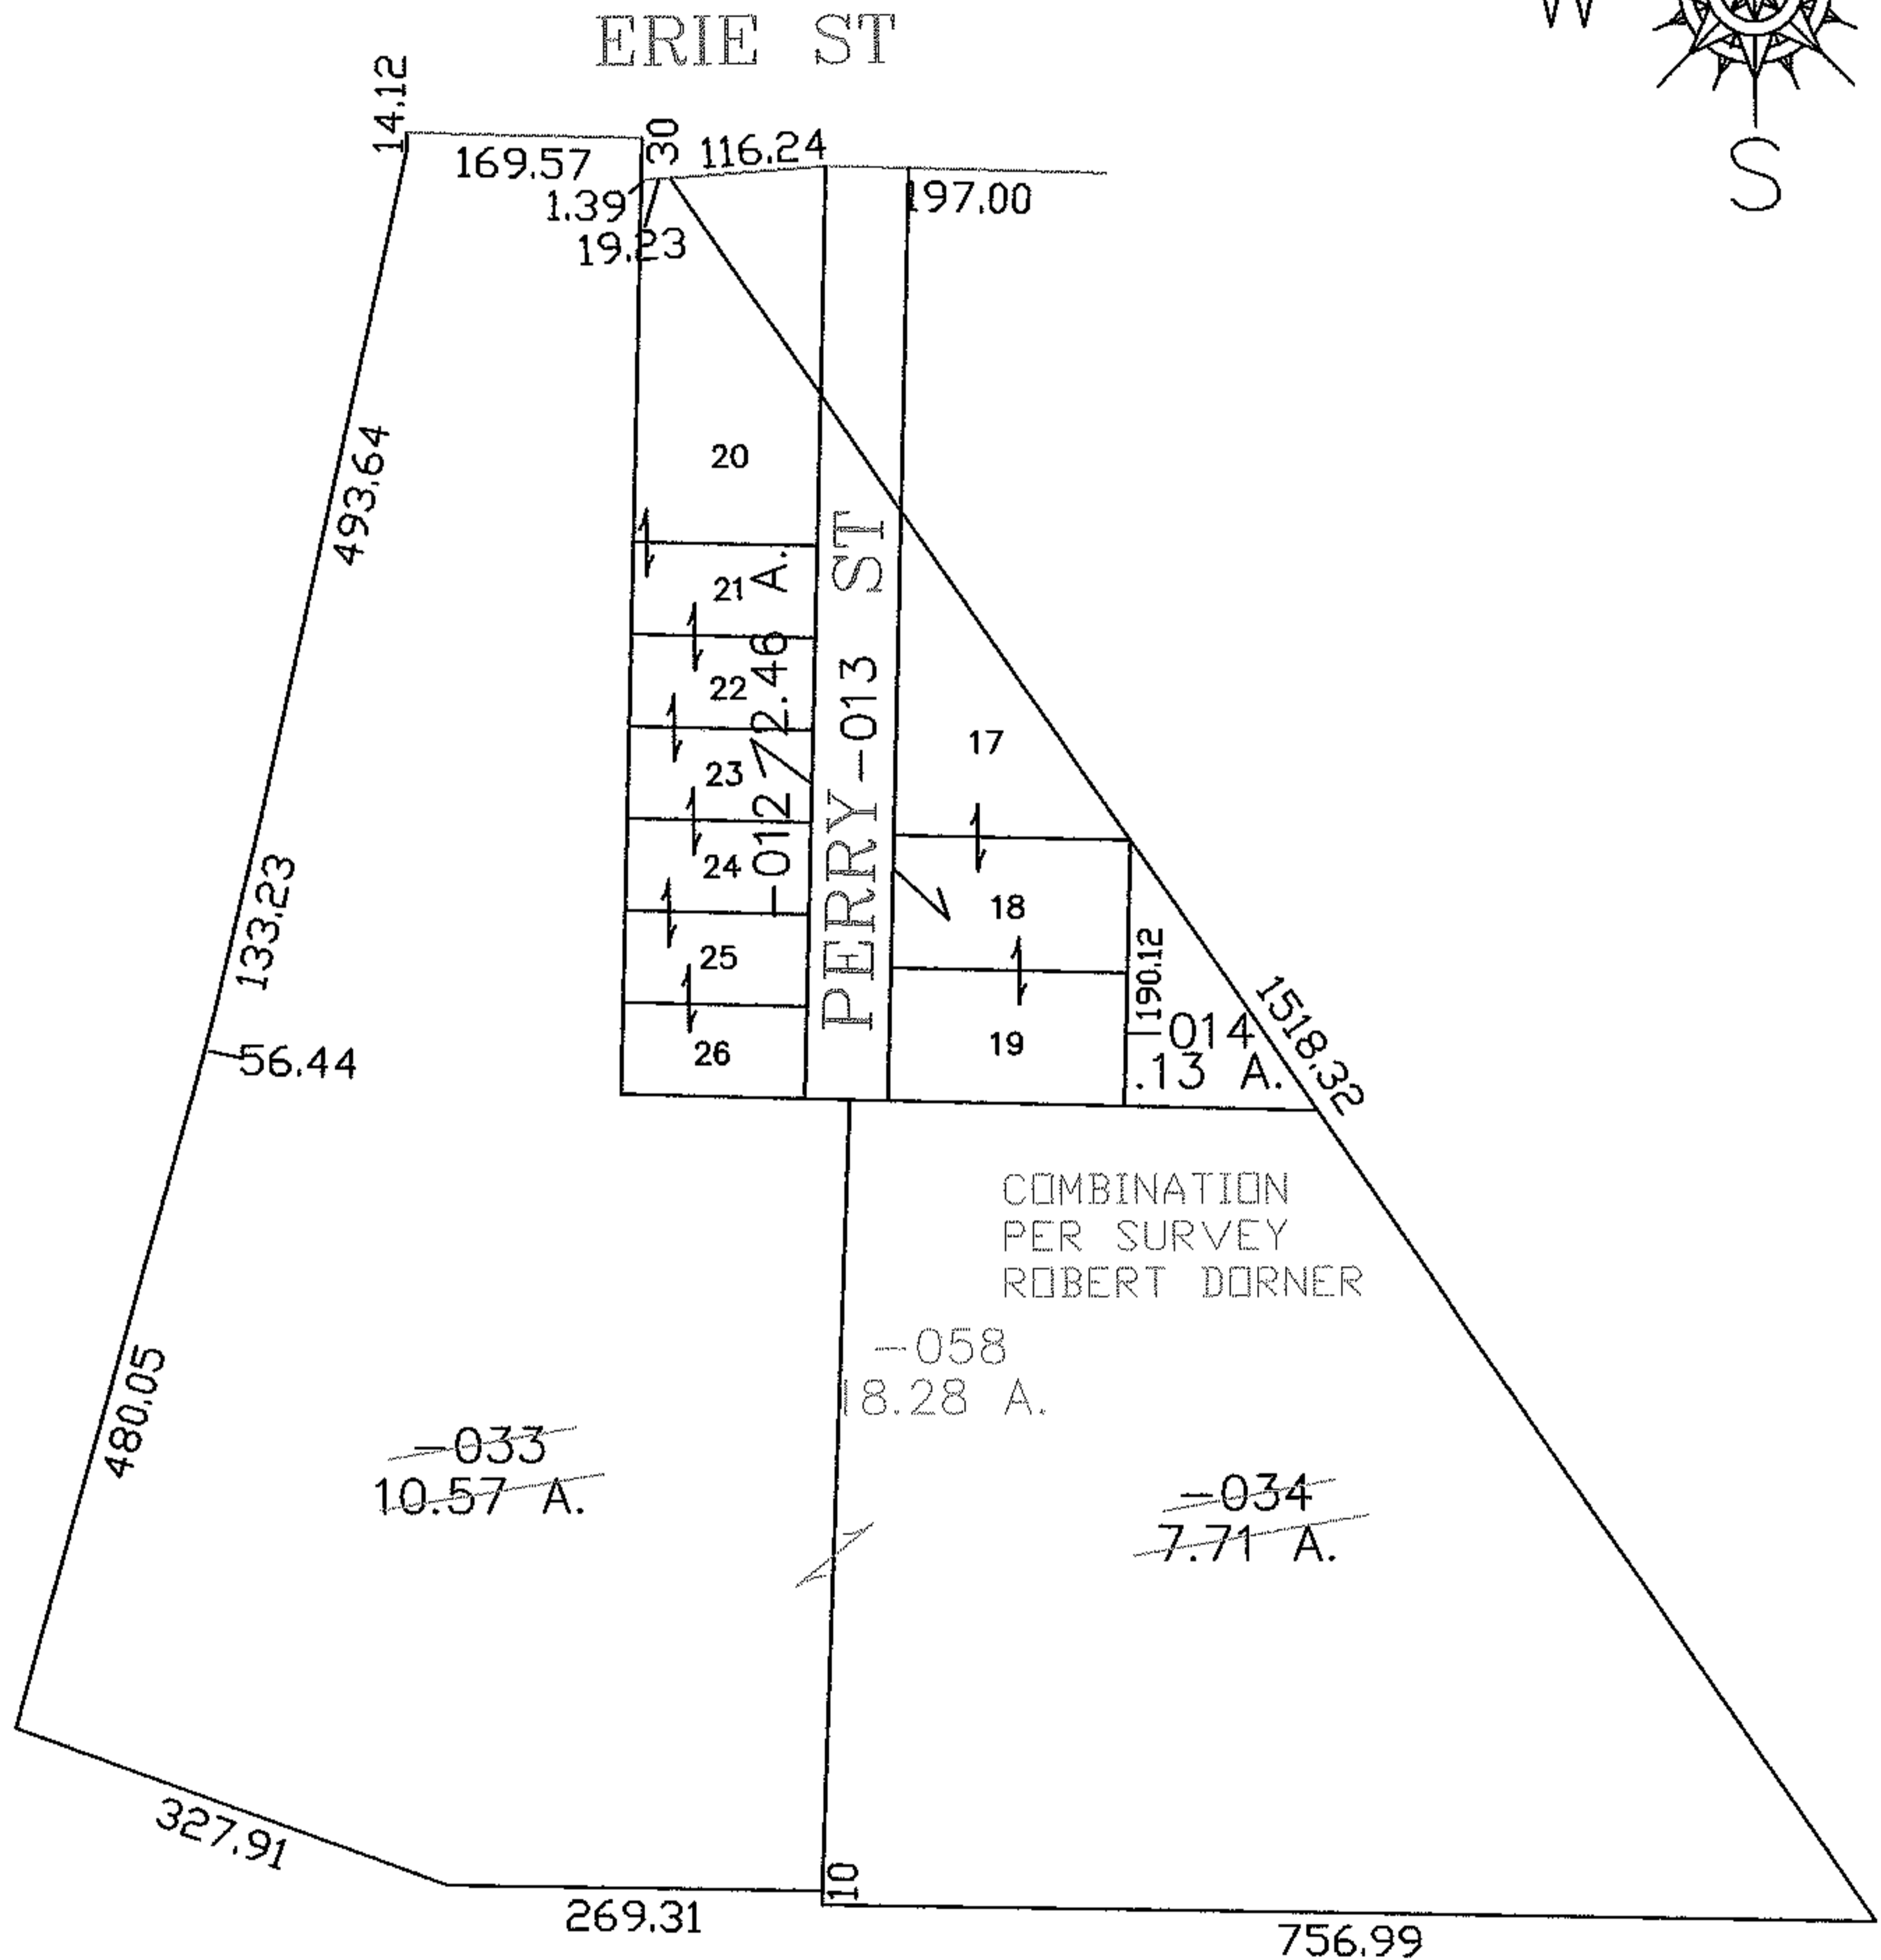 W
S
ERIE ST
14.12
169.57
30
116.24
1.39
197.00
19.23
493.64
20
21
22
23
24
25
26
-012 2.46 A.
PERRY ST
-013
17
18
19
190.12
-014
.13 A.
1518.32
133.23
56.44
COMBINATION
PER SURVEY
ROBERT DORNER
-058
18.28 A.
480.05
-033
10.57 A.
-034
7.71 A.
327.91
269.31
10
756.99